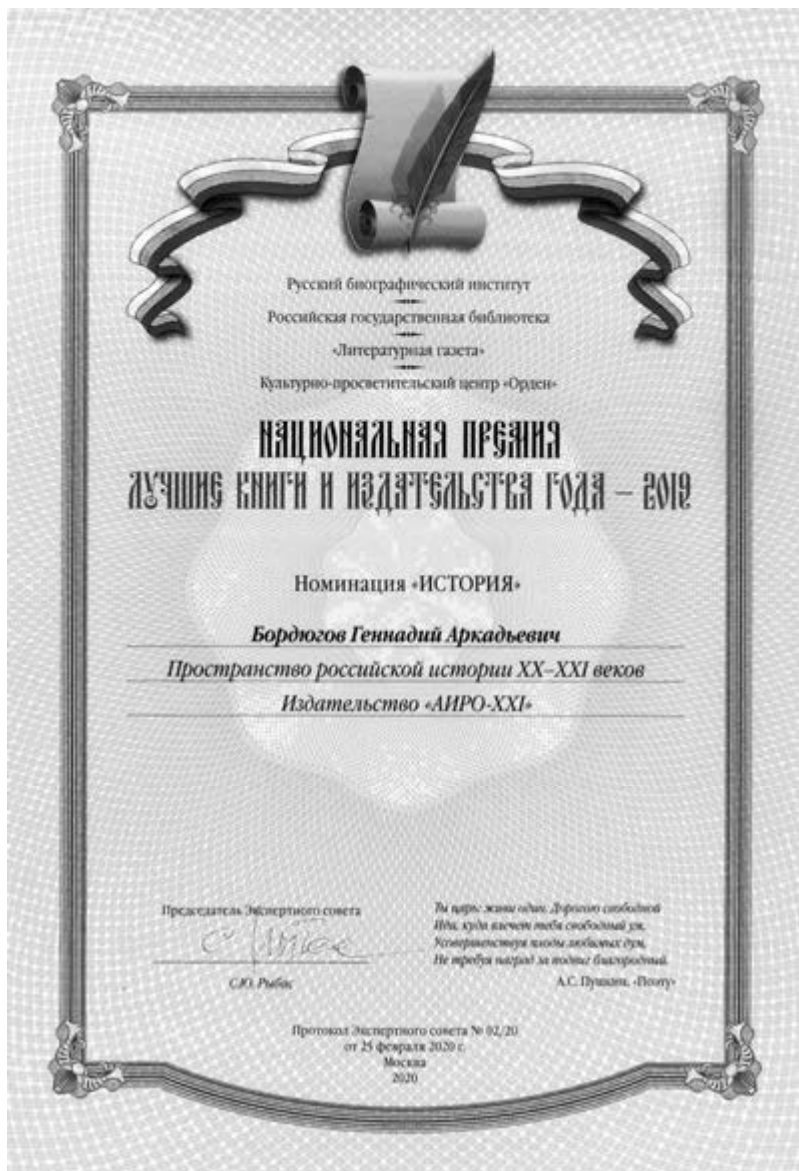 Русский биографический институт
Российская государственная библиотека
«Литературная газета»
Культурно-просветительский центр «Орден»
НАЦИОНАЛЬНАЯ ПРЕМИЯ
ЛУЧШИЕ КНИГИ И ИЗДАТЕЛЬСТВА ГОДА – 2019
Номинация «ИСТОРИЯ»
Бордюгов Геннадий Аркадьевич
Пространство российской истории XX–XXI веков
Издательство «АИРО-XXI»
Председатель Экспертного совета
С.Ю. Рыбас
Ты царь: живи один. Дорогою свободной
Иди, куда влечет тебя свободный ум,
Усовершенствуя плоды любимых дум,
Не требуя наград за подвиг благородный.
А.С. Пушкин. «Поэту»
Протокол Экспертного совета № 02/20
от 25 февраля 2020 г.
Москва
2020